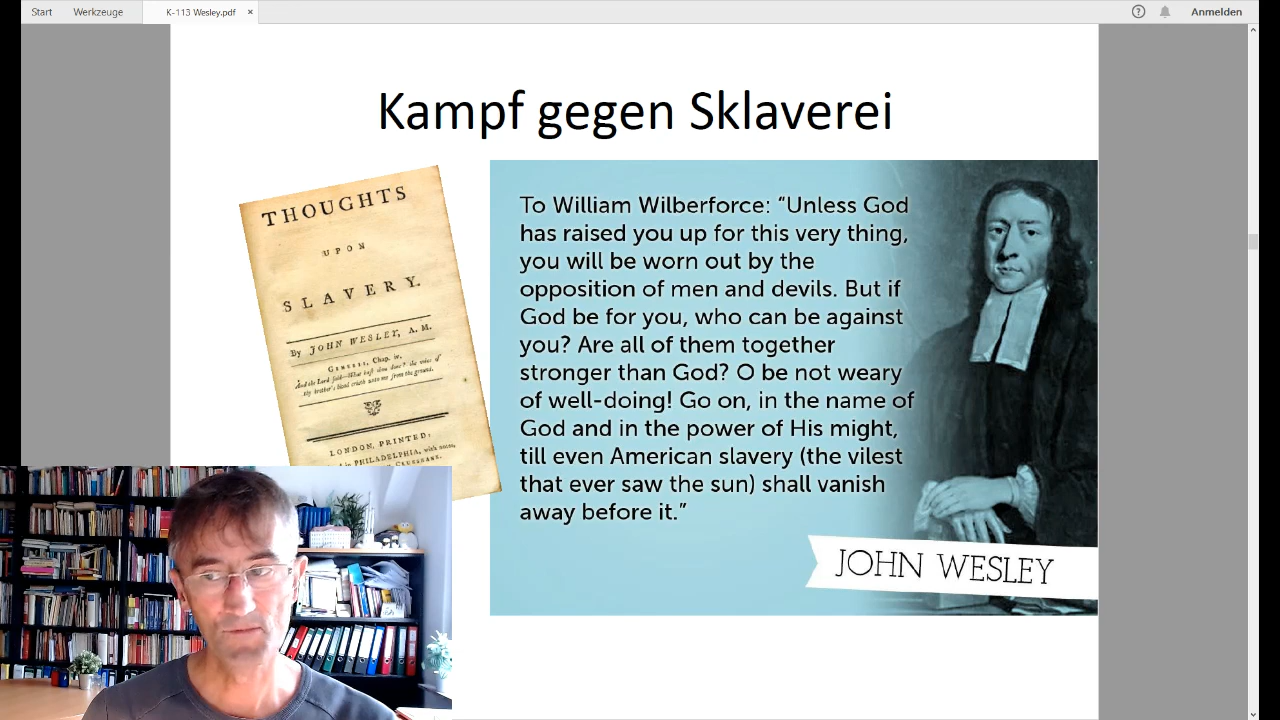 Start Werkzeuge K-113 Wesley.pdf × Anmelden
Kampf gegen Sklaverei
THOUGHTS
UPON
SLAVERY.
By JOHN WESLEY, A. M.
GENESIS, Chap. iv.
And the Lord said—What hast thou done? the voice of
thy brother's blood crieth unto me from the ground.
LONDON, PRINTED,
PHILADELPHIA, with notes,
To William Wilberforce: “Unless God
has raised you up for this very thing,
you will be worn out by the
opposition of men and devils. But if
God be for you, who can be against
you? Are all of them together
stronger than God? O be not weary
of well-doing! Go on, in the name of
God and in the power of His might,
till even American slavery (the vilest
that ever saw the sun) shall vanish
away before it.”
JOHN WESLEY